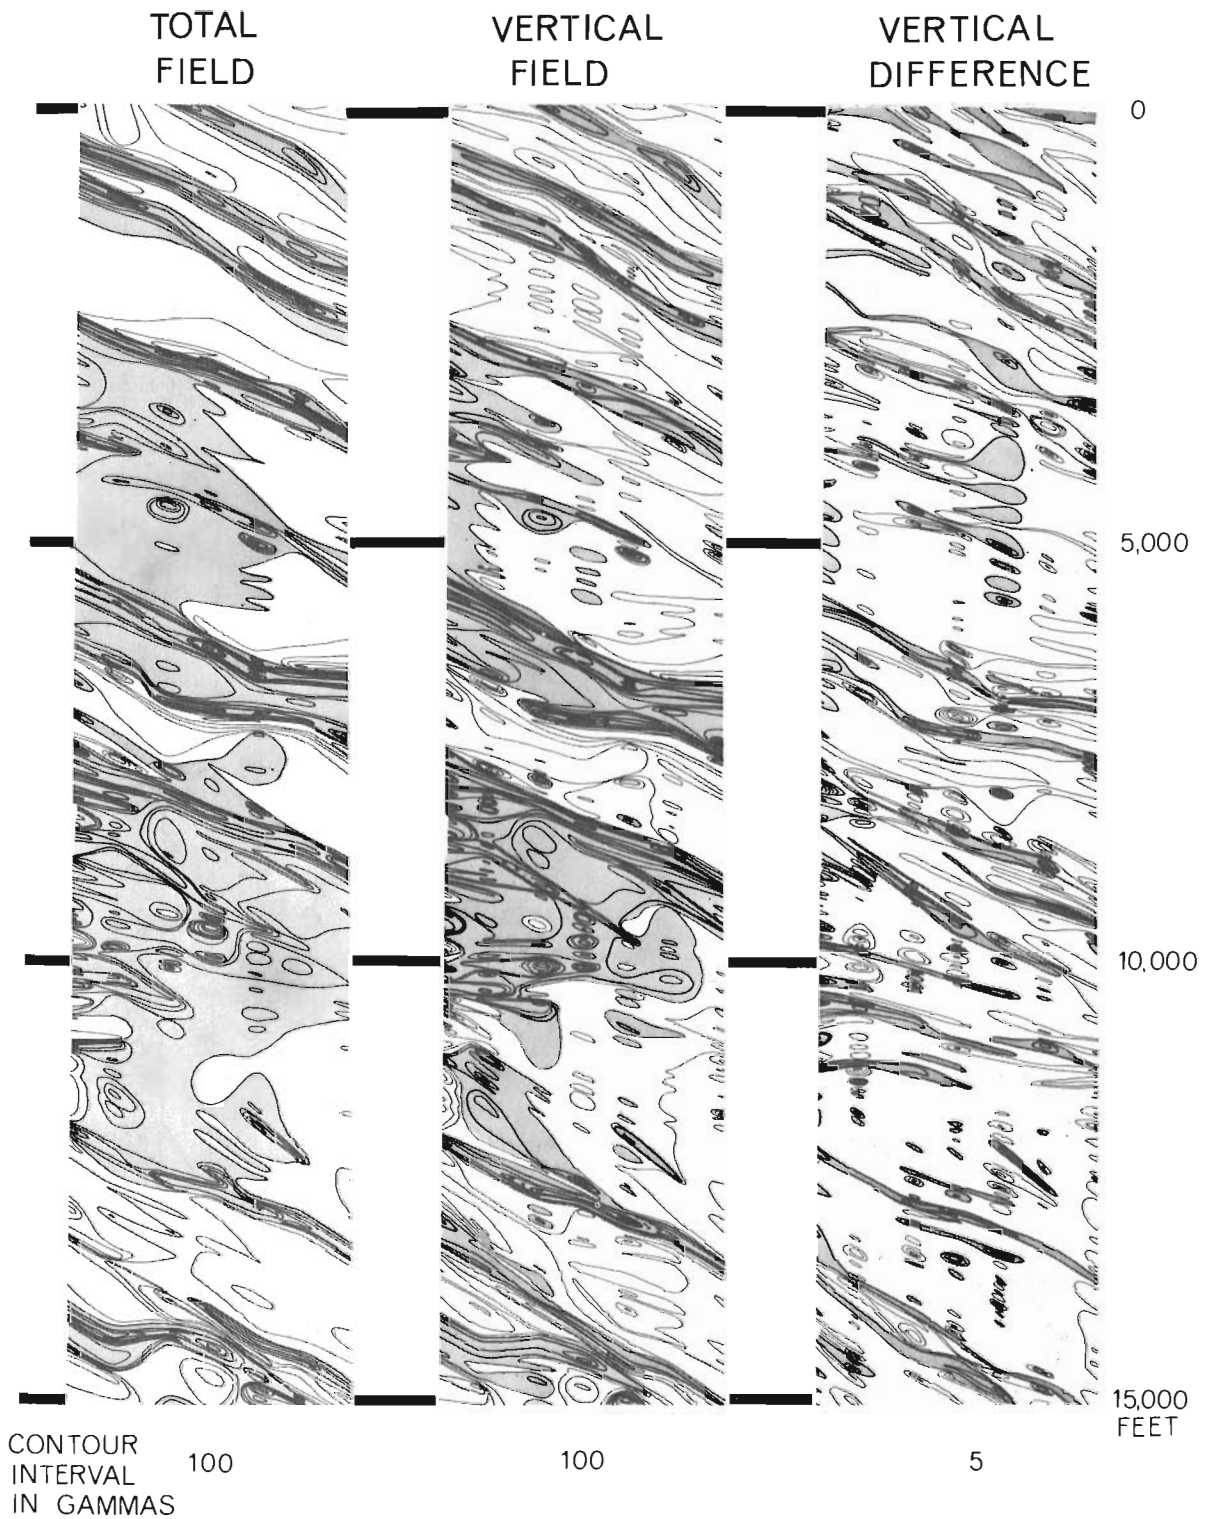 TOTAL
FIELD
VERTICAL
FIELD
VERTICAL
DIFFERENCE
0
5,000
10,000
15,000
FEET
CONTOUR
INTERVAL
IN GAMMAS
100
100
5